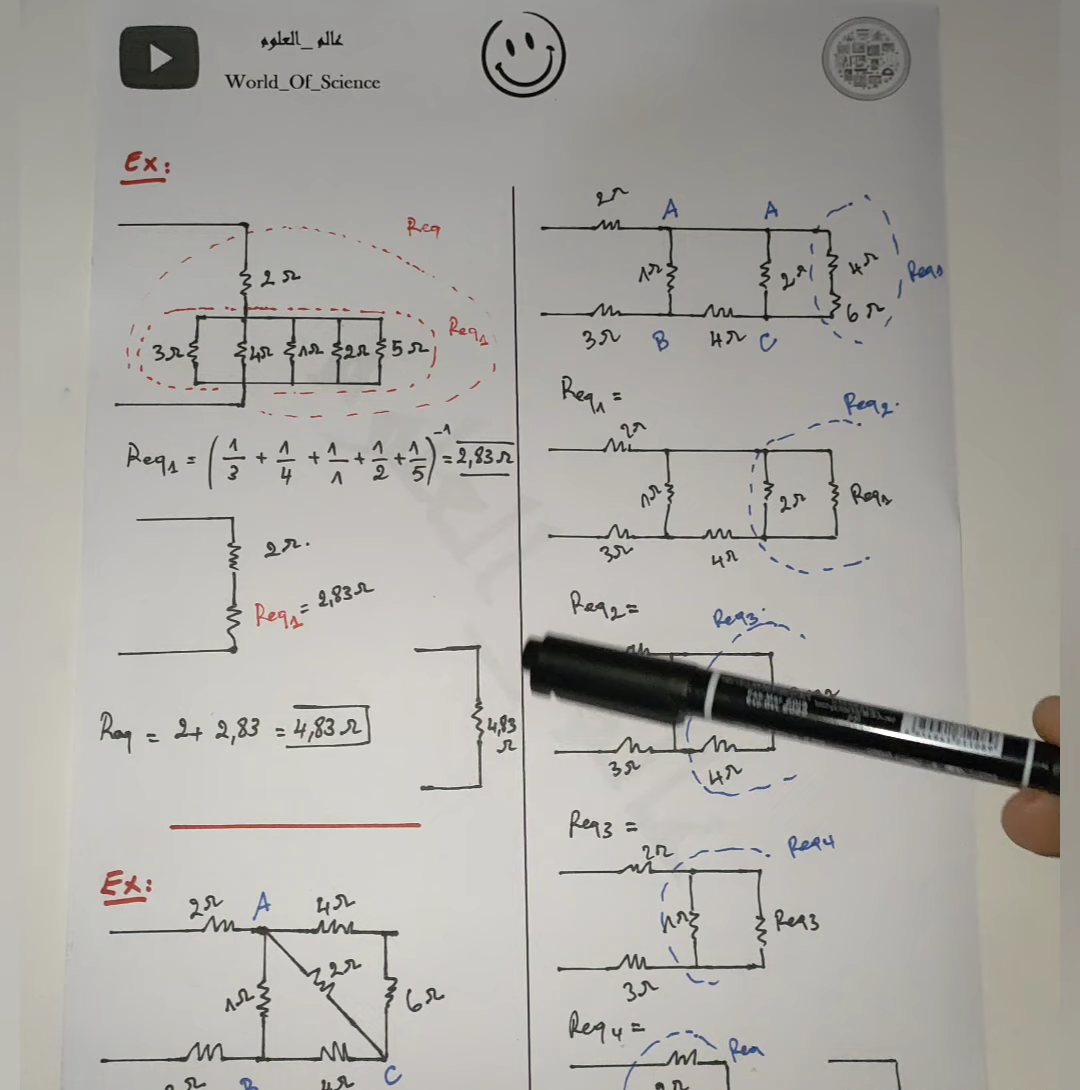 عالم_العلوم
World_Of_Science
Ex:
Req
2Ω
Req1
3Ω 4Ω 1Ω 2Ω 5Ω
Req1 = (1/3 + 1/4 + 1/1 + 1/2 + 1/5)^-1 = 2,83Ω
2Ω.
Req1 = 2,83Ω
Req = 2+ 2,83 = 4,83Ω
4,83
Ω
Ex:
2Ω A 4Ω
1Ω 2Ω 6Ω
B 4Ω C
2Ω A A
1Ω 2Ω 4Ω Req1
6Ω
3Ω B 4Ω C
Req1 =
Req2.
2Ω
1Ω 2Ω Req1
3Ω 4Ω
Req2 =
Req3.
3Ω 4Ω
Req3 =
2Ω Req4
1Ω Req3
3Ω
Req4 =
Req